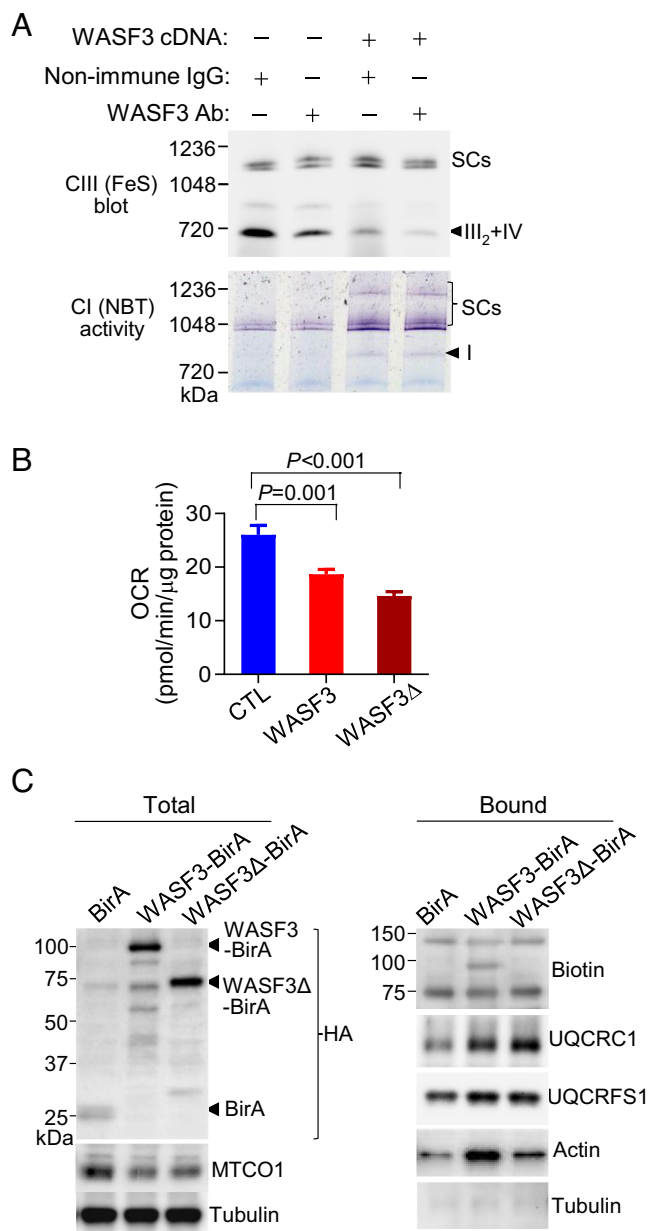 A
WASF3 cDNA: – – + +
Non-immune IgG: + – + –
WASF3 Ab: – + – +
CIII (FeS) blot
1236
1048
720
SCs
◄III₂+IV
CI (NBT) activity
1236
1048
720
kDa
SCs
◄ I
B
P<0.001
P=0.001
OCR (pmol/min/µg protein)
30
20
10
0
CTL
WASF3
WASF3Δ
C
Total
BirA
WASF3-BirA
WASF3Δ-BirA
100
75
50
37
25
kDa
WASF3
-BirA
WASF3Δ
-BirA
BirA
HA
MTCO1
Tubulin
Bound
BirA
WASF3-BirA
WASF3Δ-BirA
150
100
75
Biotin
UQCRC1
UQCRFS1
Actin
Tubulin